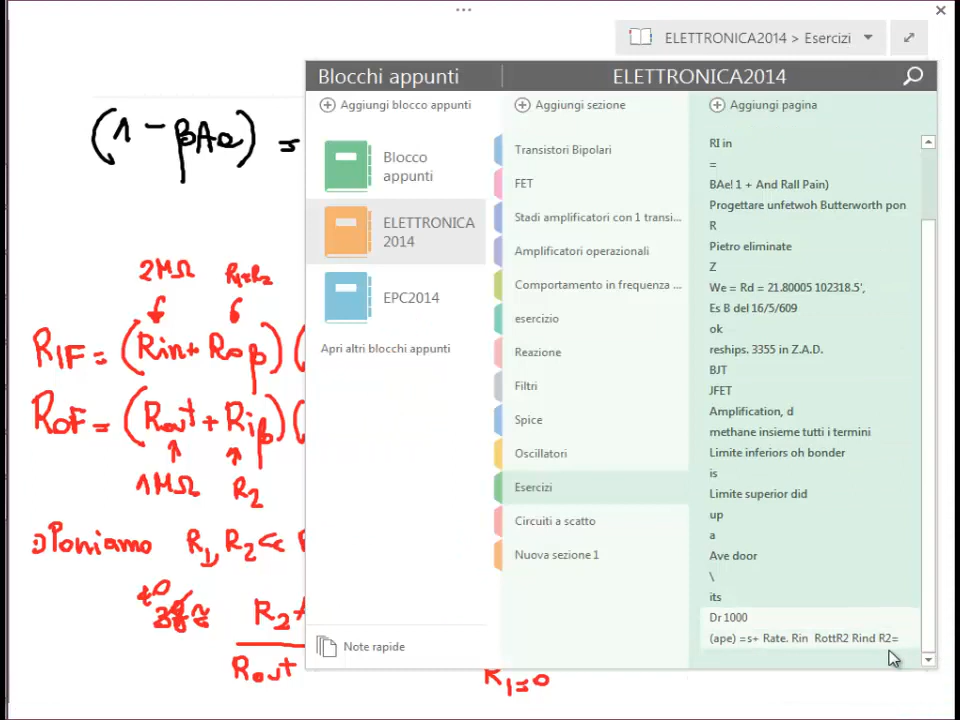 ELETTRONICA2014 > Esercizi
Blocchi appunti
ELETTRONICA2014
Aggiungi blocco appunti
Aggiungi sezione
Aggiungi pagina
Blocco
appunti
ELETTRONICA
2014
EPC2014
Apri altri blocchi appunti
Note rapide
Transistori Bipolari
FET
Stadi amplificatori con 1 transi...
Amplificatori operazionali
Comportamento in frequenza ...
esercizio
Reazione
Filtri
Spice
Oscillatori
Esercizi
Circuiti a scatto
Nuova sezione 1
RI in
=
BAe! 1 + And Rall Pain)
Progettare unfetwoh Butterworth pon
R
Pietro eliminate
Z
We = Rd = 21.80005 102318.5',
Es B del 16/5/609
ok
reships. 3355 in Z.A.D.
BJT
JFET
Amplification, d
methane insieme tutti i termini
Limite inferiors oh bonder
is
Limite superior did
up
a
Ave door
\
its
Dr 1000
(ape) =s+ Rate. Rin RottR2 Rind R2=
(1 - βAe) =
2MΩ R1=R2
RIF = (Rin + Roβ) (
ROF = (Rout + Riβ) (
1MΩ R2
Poniamo R1, R2 <<
40 ≈ R2
Rout
R1=0